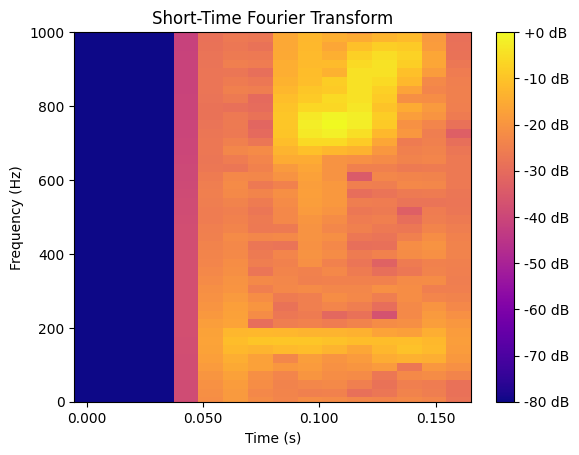 Short-Time Fourier Transform
1000
800
600
400
200
0
Frequency (Hz)
0.000
0.050
0.100
0.150
Time (s)
+0 dB
-10 dB
-20 dB
-30 dB
-40 dB
-50 dB
-60 dB
-70 dB
-80 dB